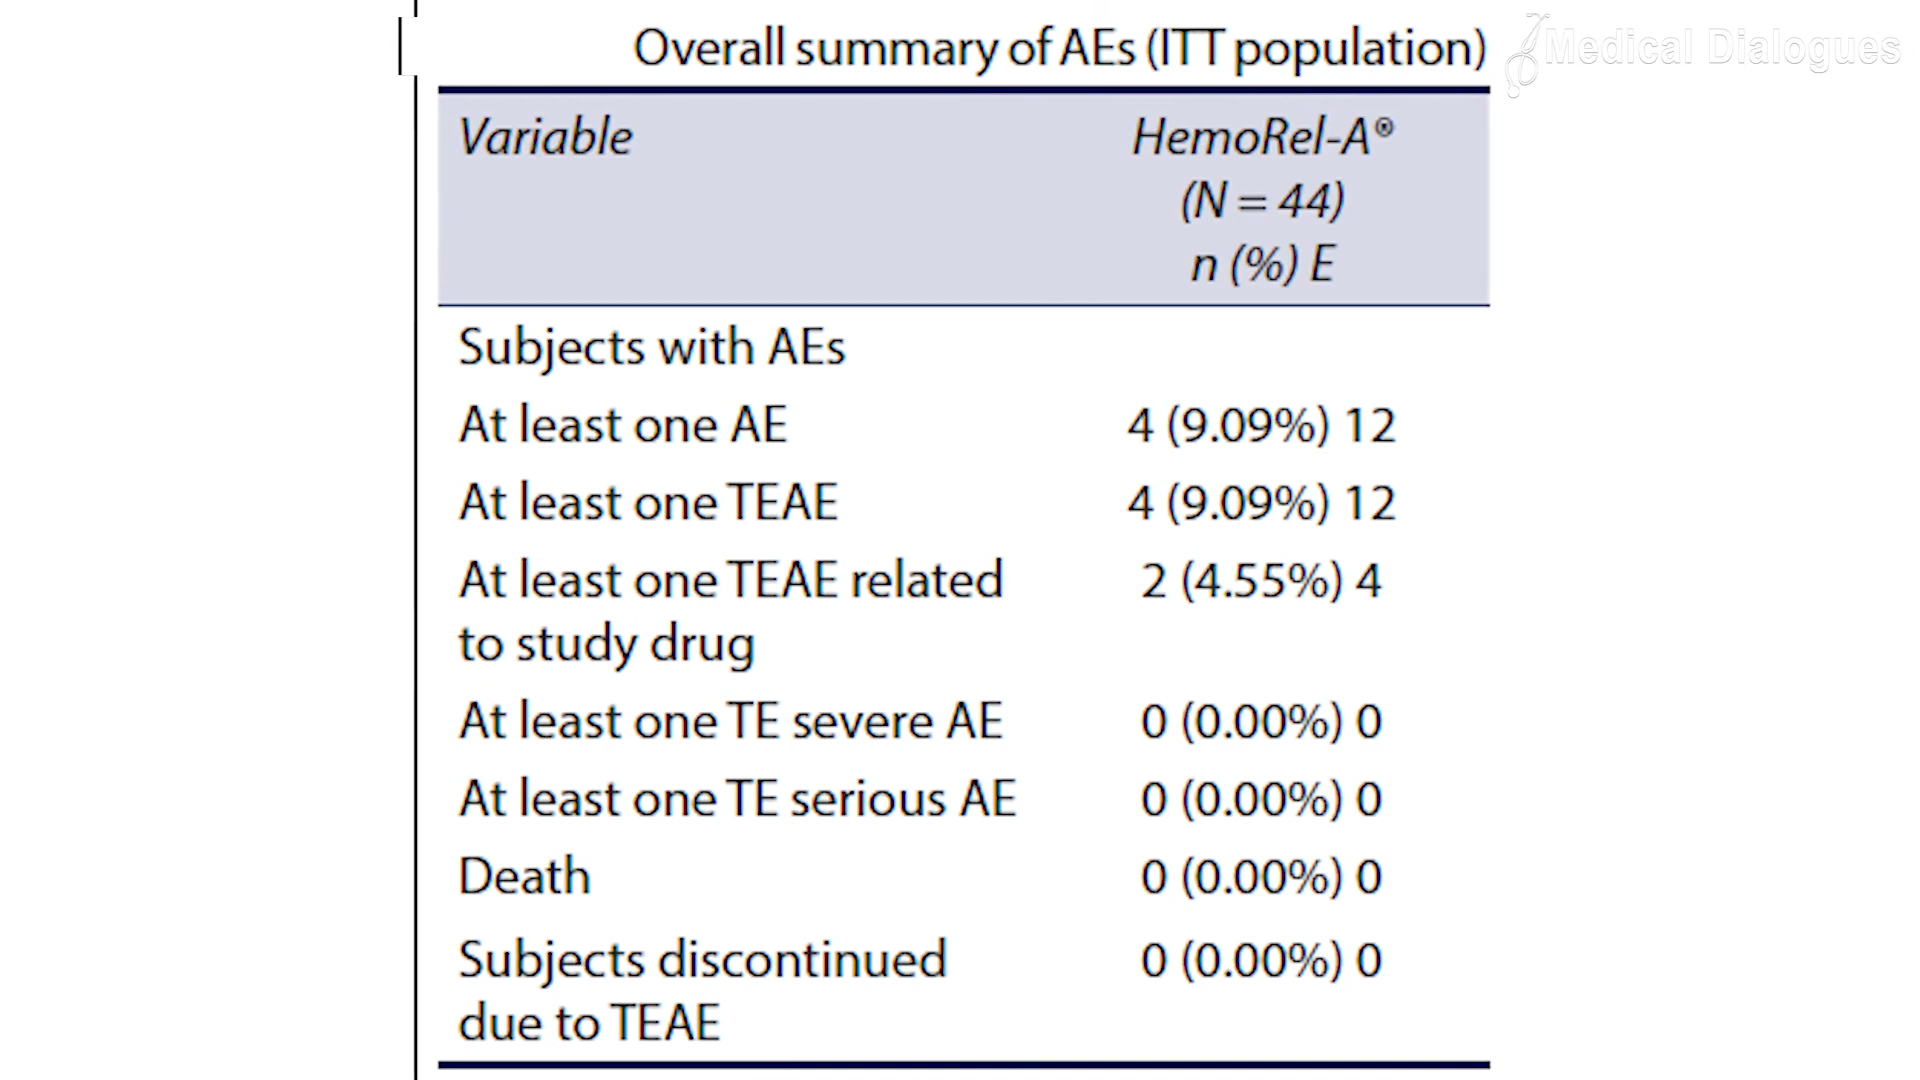 Overall summary of AEs (ITT population)
Medical Dialogues
Variable HemoRel-A®
(N = 44)
n (%) E
Subjects with AEs
At least one AE 4 (9.09%) 12
At least one TEAE 4 (9.09%) 12
At least one TEAE related 2 (4.55%) 4
to study drug
At least one TE severe AE 0 (0.00%) 0
At least one TE serious AE 0 (0.00%) 0
Death 0 (0.00%) 0
Subjects discontinued 0 (0.00%) 0
due to TEAE